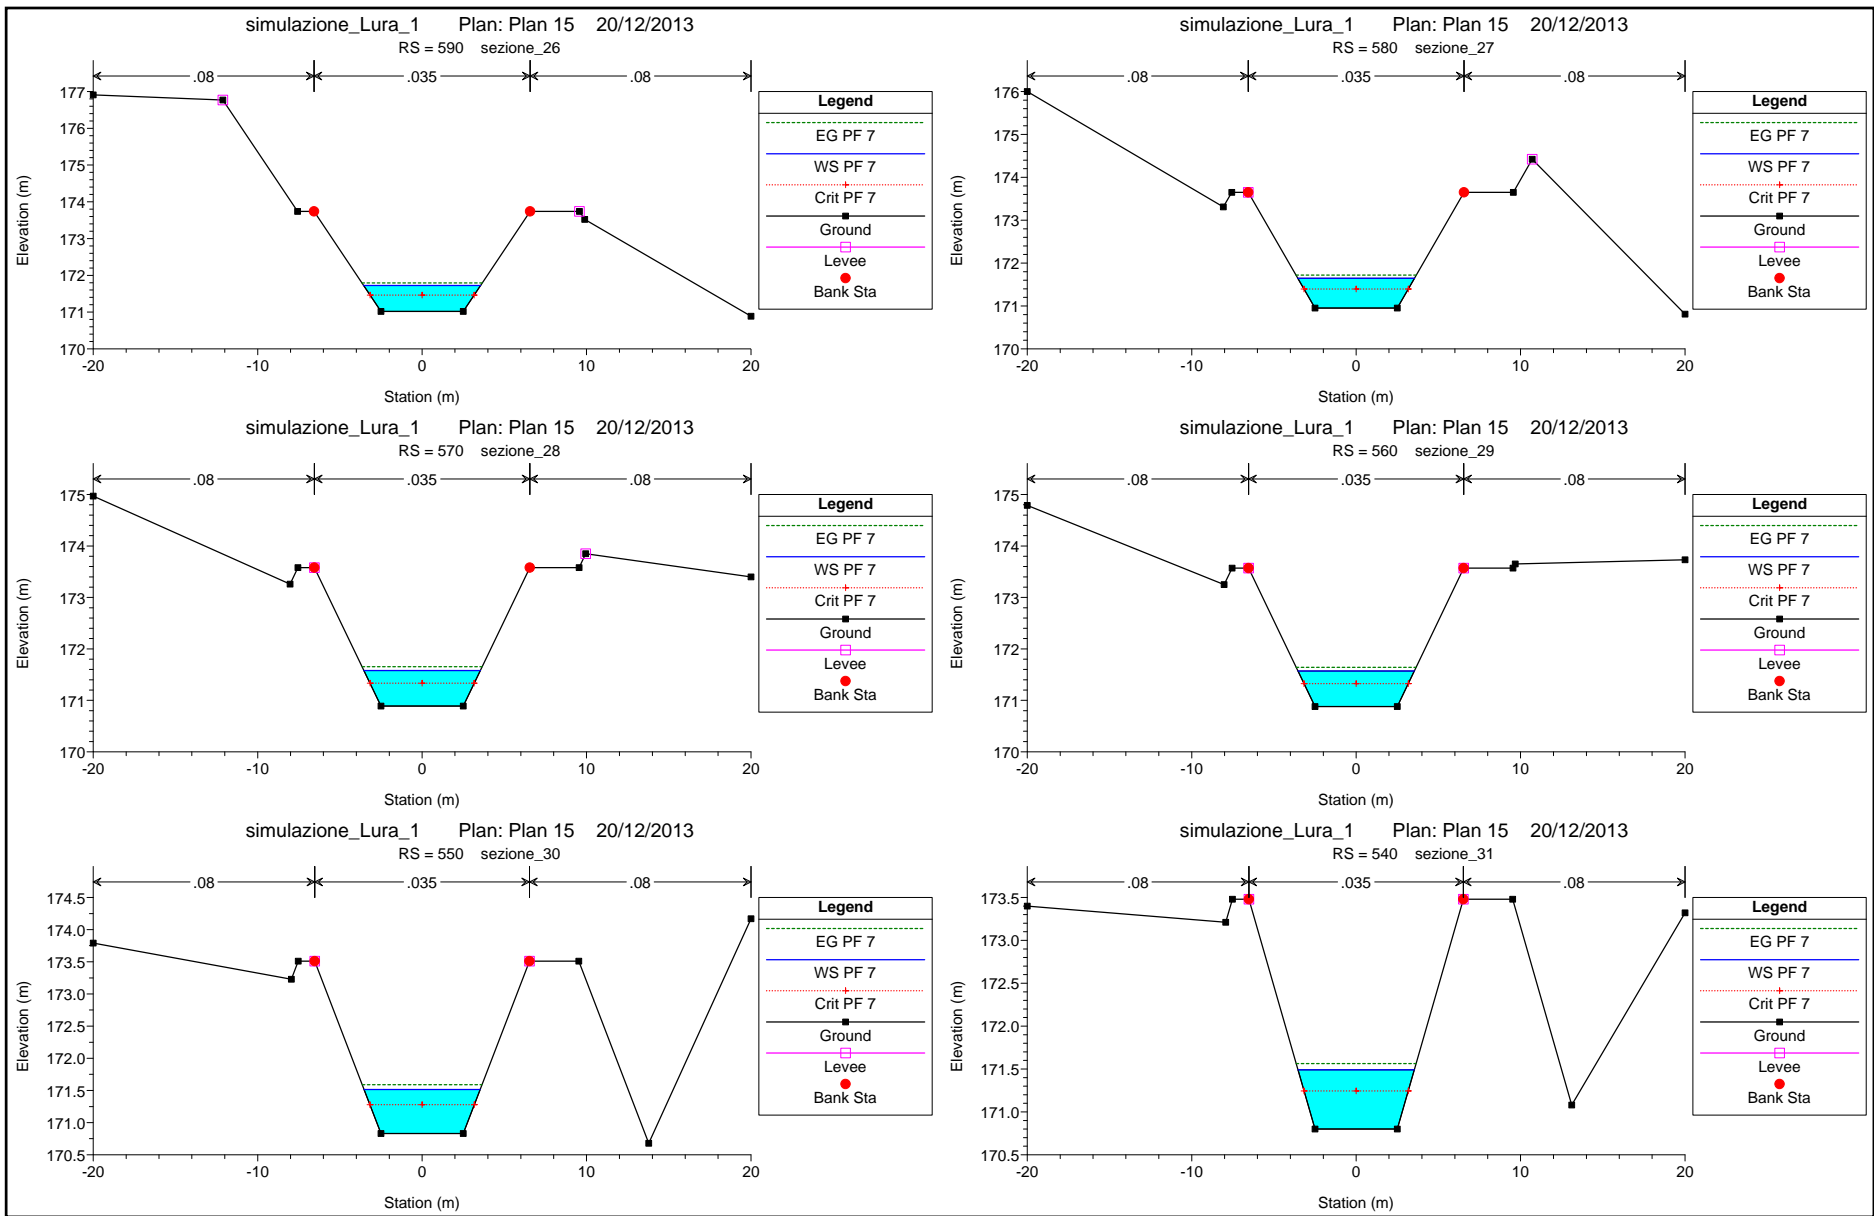 simulazione_Lura_1 Plan: Plan 15 20/12/2013
RS = 590 sezione_26
.08 .035 .08
177
176
175
174
173
172
171
170
Elevation (m)
-20 -10 0 10 20
Station (m)
Legend
EG PF 7
WS PF 7
Crit PF 7
Ground
Levee
Bank Sta
simulazione_Lura_1 Plan: Plan 15 20/12/2013
RS = 580 sezione_27
.08 .035 .08
176
175
174
173
172
171
170
Elevation (m)
-20 -10 0 10 20
Station (m)
Legend
EG PF 7
WS PF 7
Crit PF 7
Ground
Levee
Bank Sta
simulazione_Lura_1 Plan: Plan 15 20/12/2013
RS = 570 sezione_28
.08 .035 .08
175
174
173
172
171
170
Elevation (m)
-20 -10 0 10 20
Station (m)
Legend
EG PF 7
WS PF 7
Crit PF 7
Ground
Levee
Bank Sta
simulazione_Lura_1 Plan: Plan 15 20/12/2013
RS = 560 sezione_29
.08 .035 .08
175
174
173
172
171
170
Elevation (m)
-20 -10 0 10 20
Station (m)
Legend
EG PF 7
WS PF 7
Crit PF 7
Ground
Levee
Bank Sta
simulazione_Lura_1 Plan: Plan 15 20/12/2013
RS = 550 sezione_30
.08 .035 .08
174.5
174.0
173.5
173.0
172.5
172.0
171.5
171.0
170.5
Elevation (m)
-20 -10 0 10 20
Station (m)
Legend
EG PF 7
WS PF 7
Crit PF 7
Ground
Levee
Bank Sta
simulazione_Lura_1 Plan: Plan 15 20/12/2013
RS = 540 sezione_31
.08 .035 .08
173.5
173.0
172.5
172.0
171.5
171.0
170.5
Elevation (m)
-20 -10 0 10 20
Station (m)
Legend
EG PF 7
WS PF 7
Crit PF 7
Ground
Levee
Bank Sta